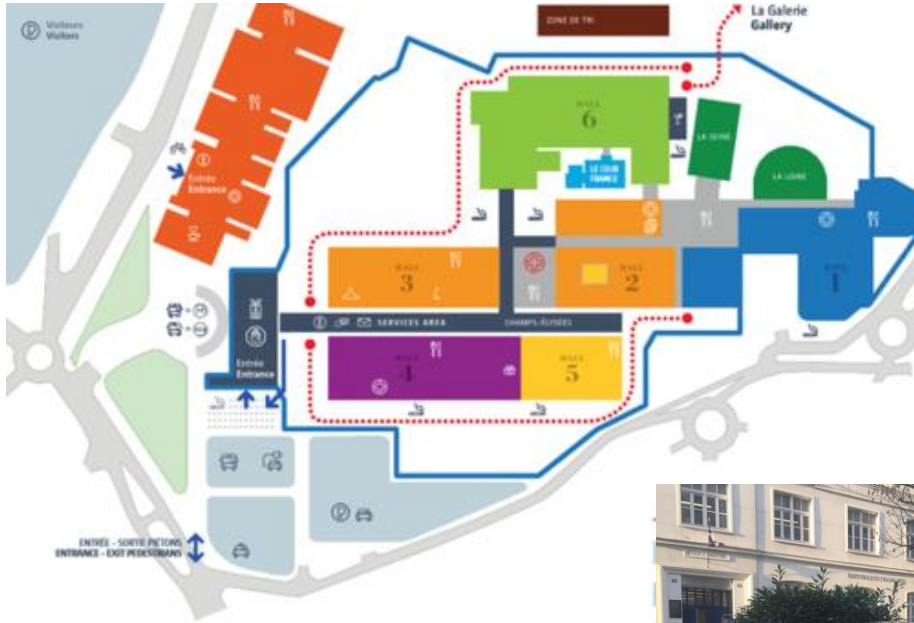 Visiteurs
Visitors
ZONE DE TRI
La Galerie
Gallery
HALL
6
LA SEINE
LE CLUB
FRANCE
LA LOIRE
Entrée
Entrance
HALL
3
HALL
2
HALL
1
SERVICES AREA
CHAMPS-ÉLYSÉES
Entrée
Entrance
HALL
4
HALL
5
ENTRÉE - SORTIE PIÉTONS
ENTRANCE - EXIT PEDESTRIANS